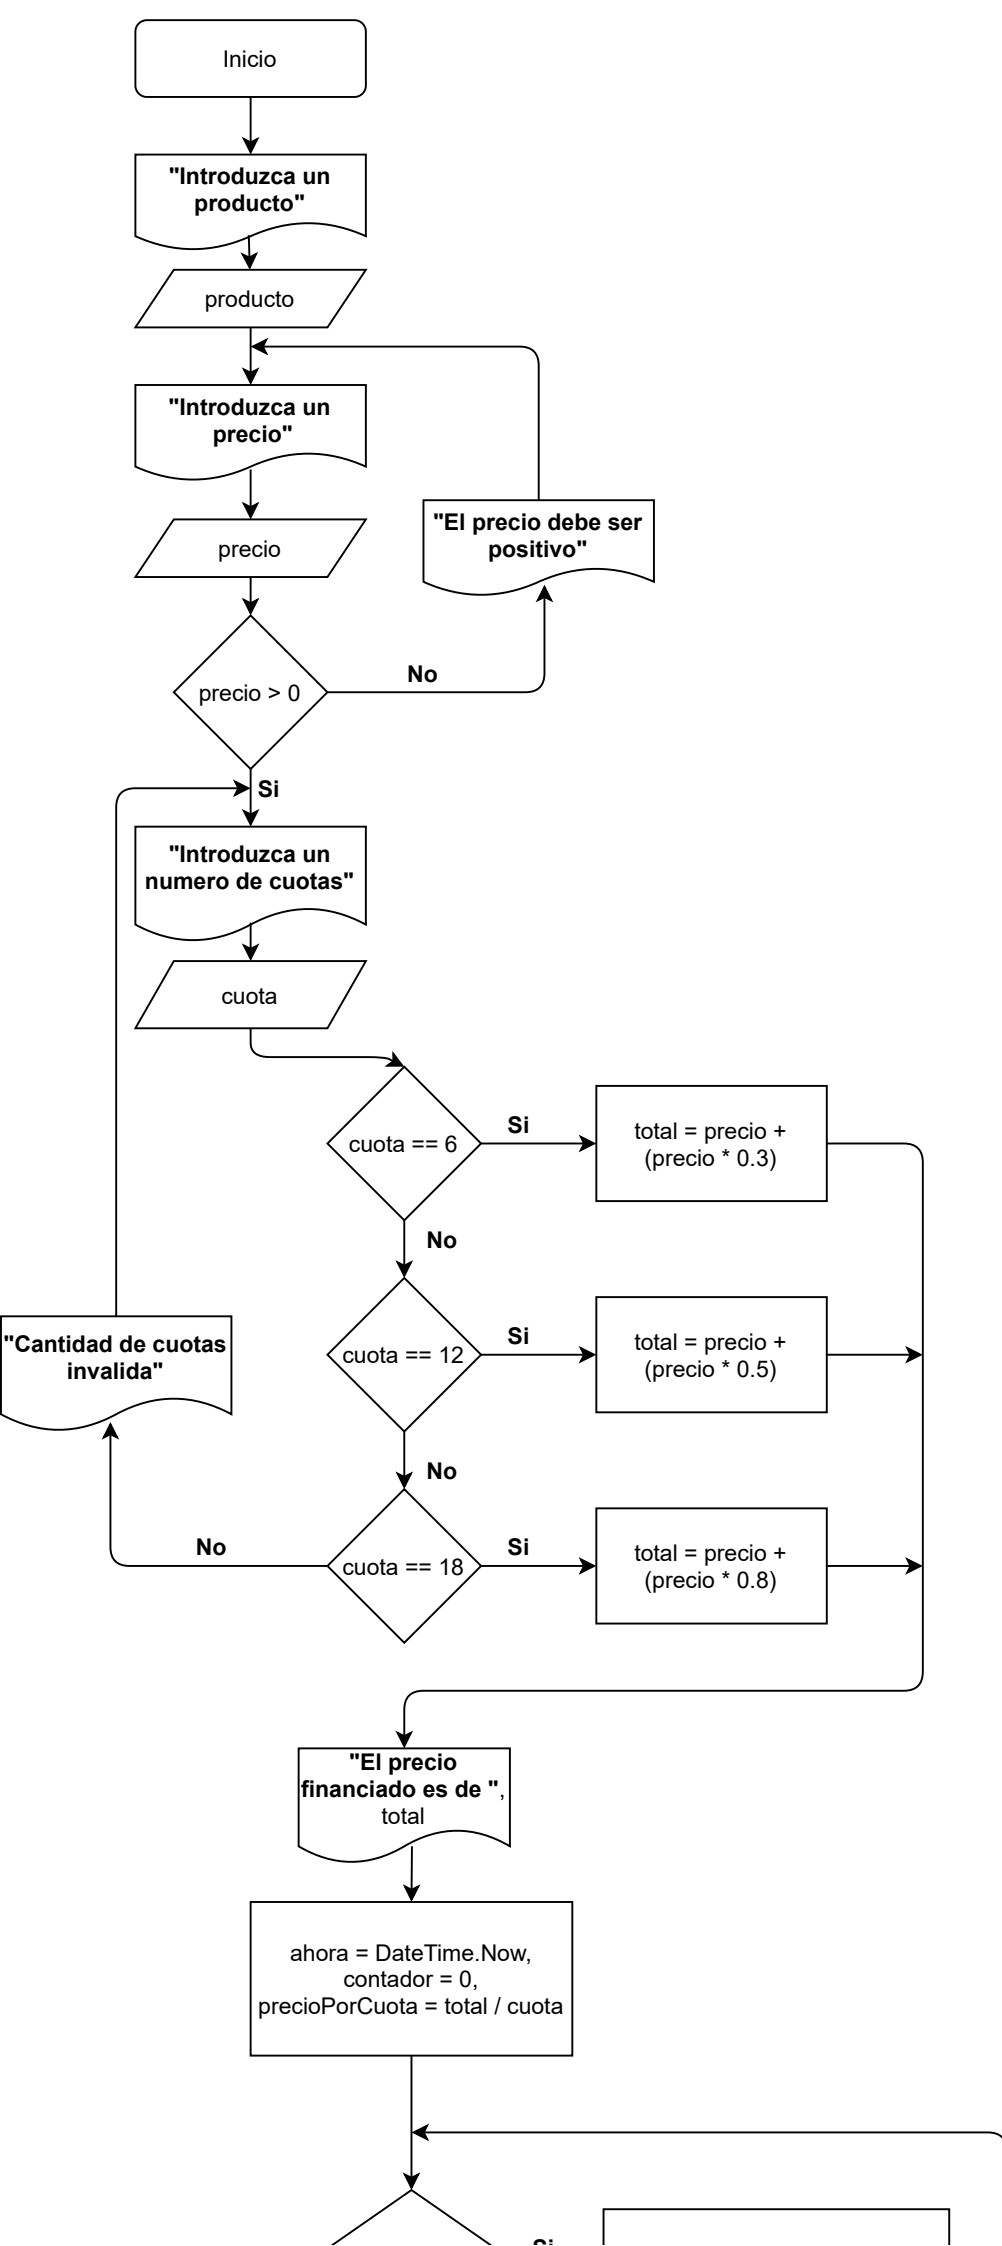 Inicio
"Introduzca un
producto"
producto
"Introduzca un
precio"
"El precio debe ser
positivo"
precio
No
precio > 0
Si
"Introduzca un
numero de cuotas"
cuota
Si
cuota == 6
total = precio +
(precio * 0.3)
No
"Cantidad de cuotas
invalida"
Si
cuota == 12
total = precio +
(precio * 0.5)
No
No
cuota == 18
Si
total = precio +
(precio * 0.8)
"El precio
financiado es de ",
total
ahora = DateTime.Now,
contador = 0,
precioPorCuota = total / cuota
Si